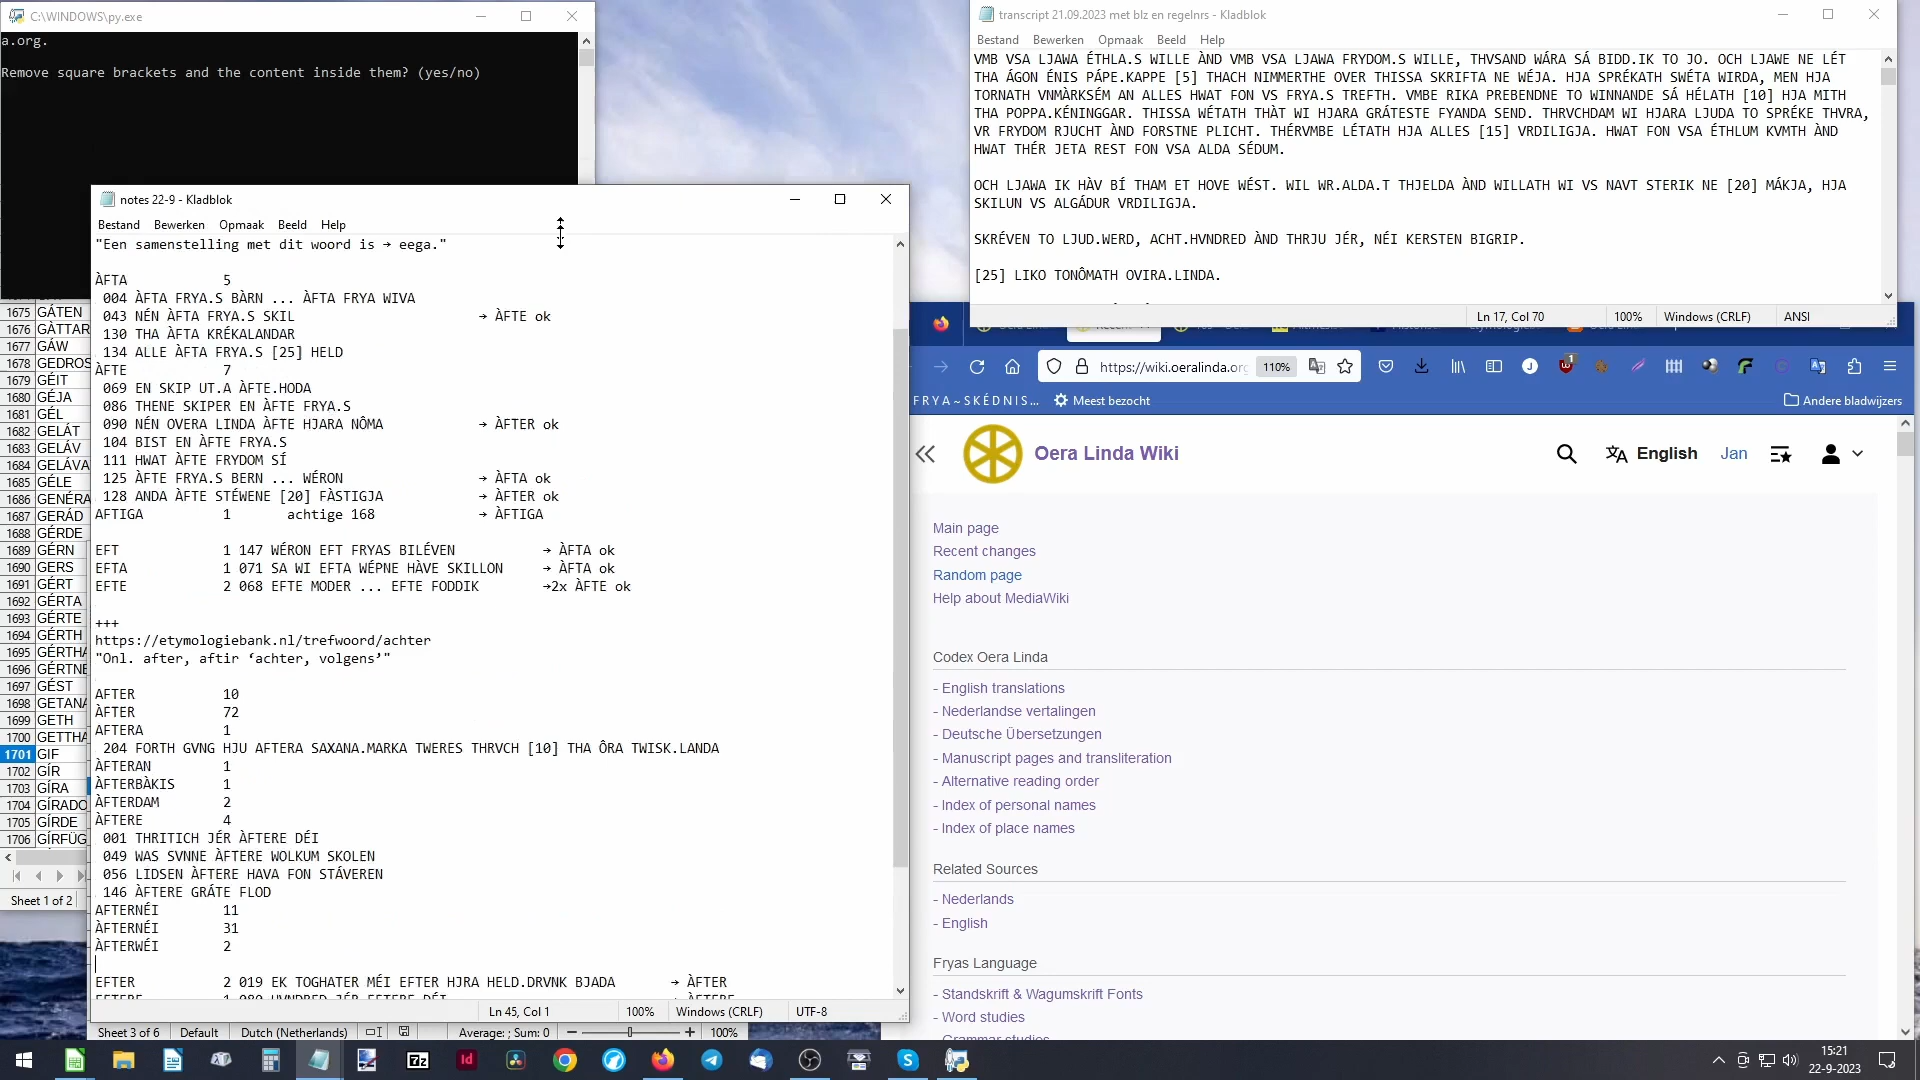 C:\WINDOWS\py.exe
a.org.
Remove square brackets and the content inside them? (yes/no)
transcript 21.09.2023 met blz en regelnrs - Kladblok
Bestand Bewerken Opmaak Beeld Help
VMB VSA LJAWA ÉTHLA.S WILLE ÀND VMB VSA LJAWA FRYDOM.S WILLE, THVSAND WÁRA SÁ BIDD.IK TO JO. OCH LJAWE NE LÉT
THA ÁGON ÉNIS PÁPE.KAPPE [5] THACH NIMMERTHE OVER THISSA SKRIFTA NE WÉJA. HJA SPRÉKATH SWÉTA WIRDA, MEN HJA
TORNATH VNMÀRKSÉM AN ALLES HWAT FON VS FRYA.S TREFTH. VMBE RIKA PREBENDNE TO WINNANDE SÁ HÉLATH [10] HJA MITH
THA POPPA.KÉNINGGAR. THISSA WÉTATH THÀT WI HJARA GRÁTESTE FYANDA SEND. THRVCHDAM WI HJARA LJUDA TO SPRÉKE THVRA,
VR FRYDOM RJUCHT ÀND FORSTNE PLICHT. THÉRVMBE LÉTATH HJA ALLES [15] VRDILIGJA. HWAT FON VSA ÉTHLUM KVMTH ÀND
HWAT THÉR JETA REST FON VSA ALDA SÉDUM.
OCH LJAWA IK HÀV BÍ THAM ET HOVE WÉST. WIL WR.ALDA.T THJELDA ÀND WILLATH WI VS NAVT STERIK NE [20] MÁKJA, HJA
SKILUN VS ALGÁDUR VRDILIGJA.
SKRÉVEN TO LJUD.WERD, ACHT.HVNDRED ÀND THRJU JÉR, NÉI KERSTEN BIGRIP.
[25] LIKO TONÔMATH OVIRA.LINDA.
Ln 17, Col 70 100% Windows (CRLF) ANSI
notes 22-9 - Kladblok
Bestand Bewerken Opmaak Beeld Help
"Een samenstelling met dit woord is → eega."
ÀFTA 5
004 ÀFTA FRYA.S BÀRN ... ÀFTA FRYA WIVA
043 NÉN ÀFTA FRYA.S SKIL → ÀFTE ok
130 THA ÀFTA KRÉKALANDAR
134 ALLE ÀFTA FRYA.S [25] HELD
ÀFTE 7
069 EN SKIP UT.A ÀFTE.HODA
086 THENE SKIPER EN ÀFTE FRYA.S
090 NÉN OVERA LINDA ÀFTE HJARA NÔMA → ÀFTER ok
104 BIST EN ÀFTE FRYA.S
111 HWAT ÀFTE FRYDOM SÍ
125 ÀFTE FRYA.S BERN ... WÉRON → ÀFTA ok
128 ANDA ÀFTE STÉWENE [20] FÀSTIGJA → ÀFTER ok
AFTIGA 1 achtige 168 → ÀFTIGA
EFT 1 147 WÉRON EFT FRYAS BILÉVEN → ÀFTA ok
EFTA 1 071 SA WI EFTA WÉPNE HÀVE SKILLON → ÀFTA ok
EFTE 2 068 EFTE MODER ... EFTE FODDIK →2x ÀFTE ok
+++
https://etymologiebank.nl/trefwoord/achter
"Onl. after, aftir ‘achter, volgens’"
AFTER 10
ÀFTER 72
AFTERA 1
204 FORTH GVNG HJU AFTERA SAXANA.MARKA TWERES THRVCH [10] THA ÔRA TWISK.LANDA
ÀFTERAN 1
ÀFTERBÀKIS 1
ÀFTERDAM 2
ÀFTERE 4
001 THRITICH JÉR ÀFTERE DÉI
049 WAS SVNNE ÀFTERE WOLKUM SKOLEN
056 LIDSEN ÀFTERE HAVA FON STÁVEREN
146 ÀFTERE GRÁTE FLOD
AFTERNÉI 11
ÀFTERNÉI 31
ÀFTERWÉI 2
EFTER 2 019 EK TOGHATER MÉI EFTER HJRA HELD.DRVNK BJADA → ÀFTER
Ln 45, Col 1 100% Windows (CRLF) UTF-8
1675 GÁTEN
1676 GÀTTAR
1677 GÁW
1678 GEDROS
1679 GÉIT
1680 GÉJA
1681 GÉL
1682 GELÁT
1683 GELÁV
1684 GELÁVA
1685 GÉLE
1686 GENÉRA
1687 GERÁD
1688 GÉRDE
1689 GÉRN
1690 GERS
1691 GÉRT
1692 GÉRTA
1693 GÉRTE
1694 GÉRTH
1695 GÉRTHA
1696 GÉRTNE
1697 GÉST
1698 GETANA
1699 GETH
1700 GETTHA
1701 GIF
1702 GÍR
1703 GÍRA
1704 GÍRADO
1705 GÍRDE
1706 GÍRFÜG
Sheet 1 of 2
Sheet 3 of 6 Default Dutch (Netherlands) Average: ; Sum: 0 100%
https://wiki.oeralinda.org 110%
FRYA~SKÉDNIS... Meest bezocht Andere bladwijzers
Oera Linda Wiki English Jan
Main page
Recent changes
Random page
Help about MediaWiki
Codex Oera Linda
- English translations
- Nederlandse vertalingen
- Deutsche Übersetzungen
- Manuscript pages and transliteration
- Alternative reading order
- Index of personal names
- Index of place names
Related Sources
- Nederlands
- English
Fryas Language
- Standskrift & Wagumskrift Fonts
- Word studies
15:21
22-9-2023